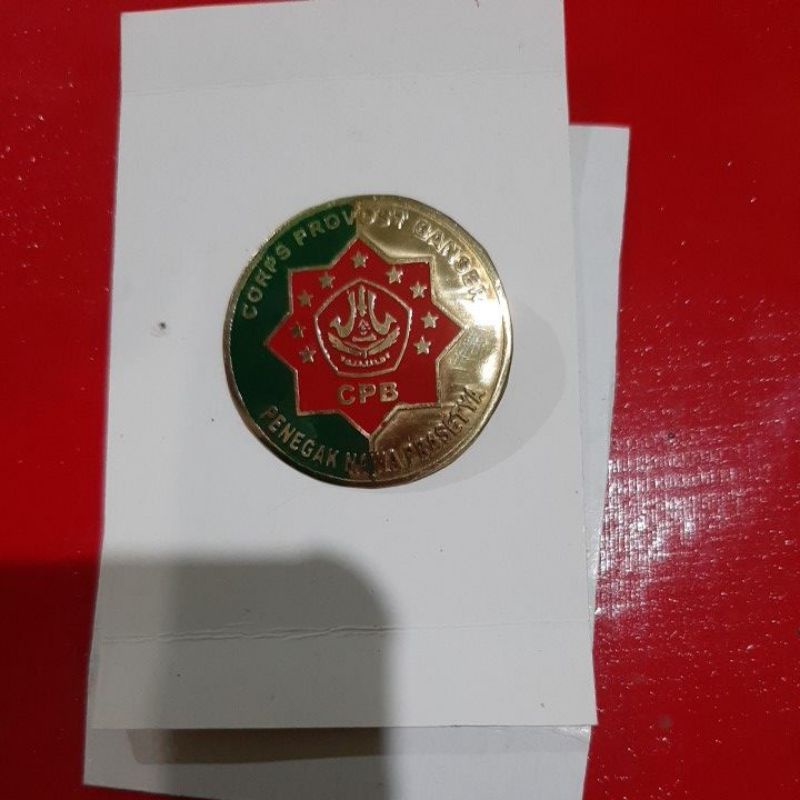 CORPS PROVOST BANSER
CPB
PENEGAK NAWA PRASETYA